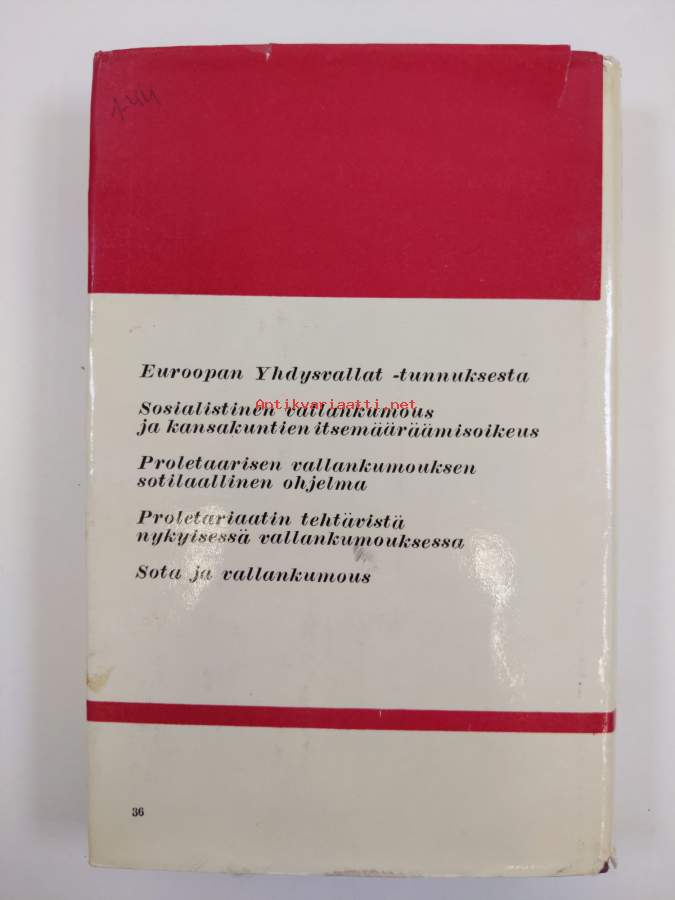 Euroopan Yhdysvallat -tunnuksesta
Antikvariaatti.net
Sosialistinen vallankumous
ja kansakuntien itsemääräämisoikeus
Proletaarisen vallankumouksen
sotilaallinen ohjelma
Proletariaatin tehtävistä
nykyisessä vallankumouksessa
Sota ja vallankumous
36